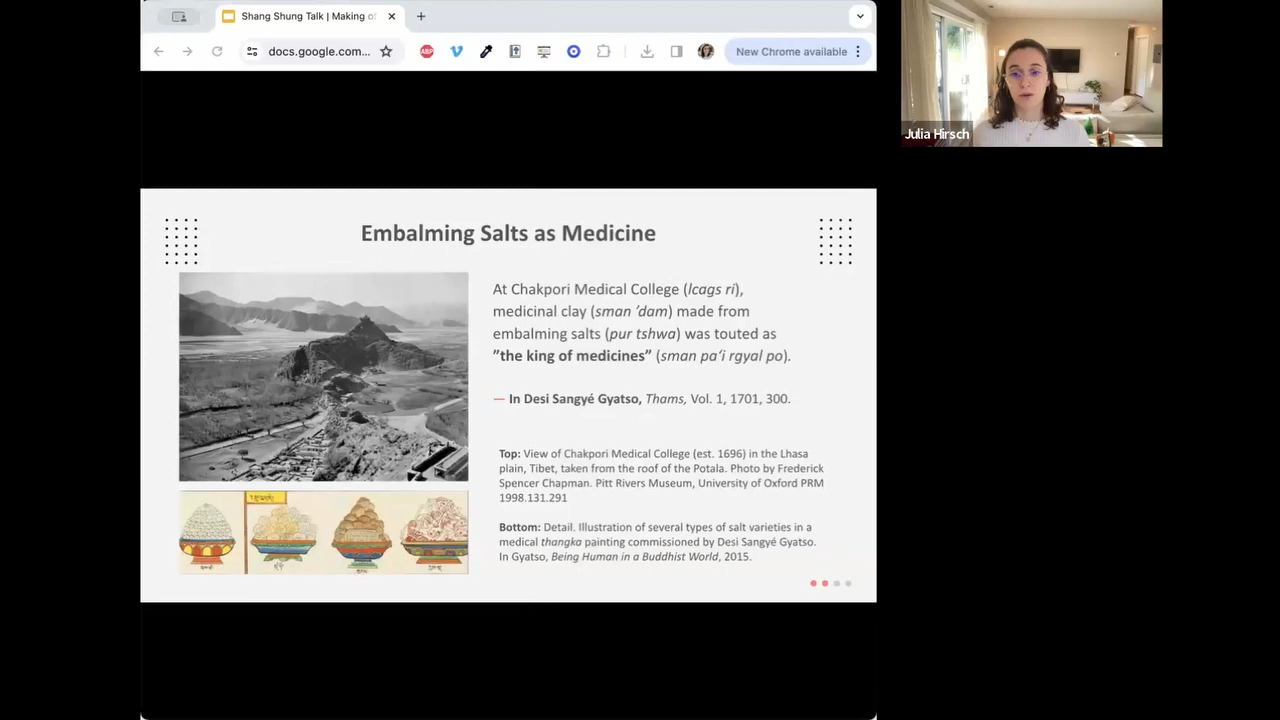 Shang Shung Talk | Making of
docs.google.com...
ABP
New Chrome available
Julia Hirsch
Embalming Salts as Medicine
At Chakpori Medical College (lcags ri),
medicinal clay (sman ’dam) made from
embalming salts (pur tshwa) was touted as
”the king of medicines” (sman pa‘i rgyal po).
— In Desi Sangyé Gyatso, Thams, Vol. 1, 1701, 300.
Top: View of Chakpori Medical College (est. 1696) in the Lhasa
plain, Tibet, taken from the roof of the Potala. Photo by Frederick
Spencer Chapman. Pitt Rivers Museum, University of Oxford PRM
1998.131.291
Bottom: Detail. Illustration of several types of salt varieties in a
medical thangka painting commissioned by Desi Sangyé Gyatso.
In Gyatso, Being Human in a Buddhist World, 2015.